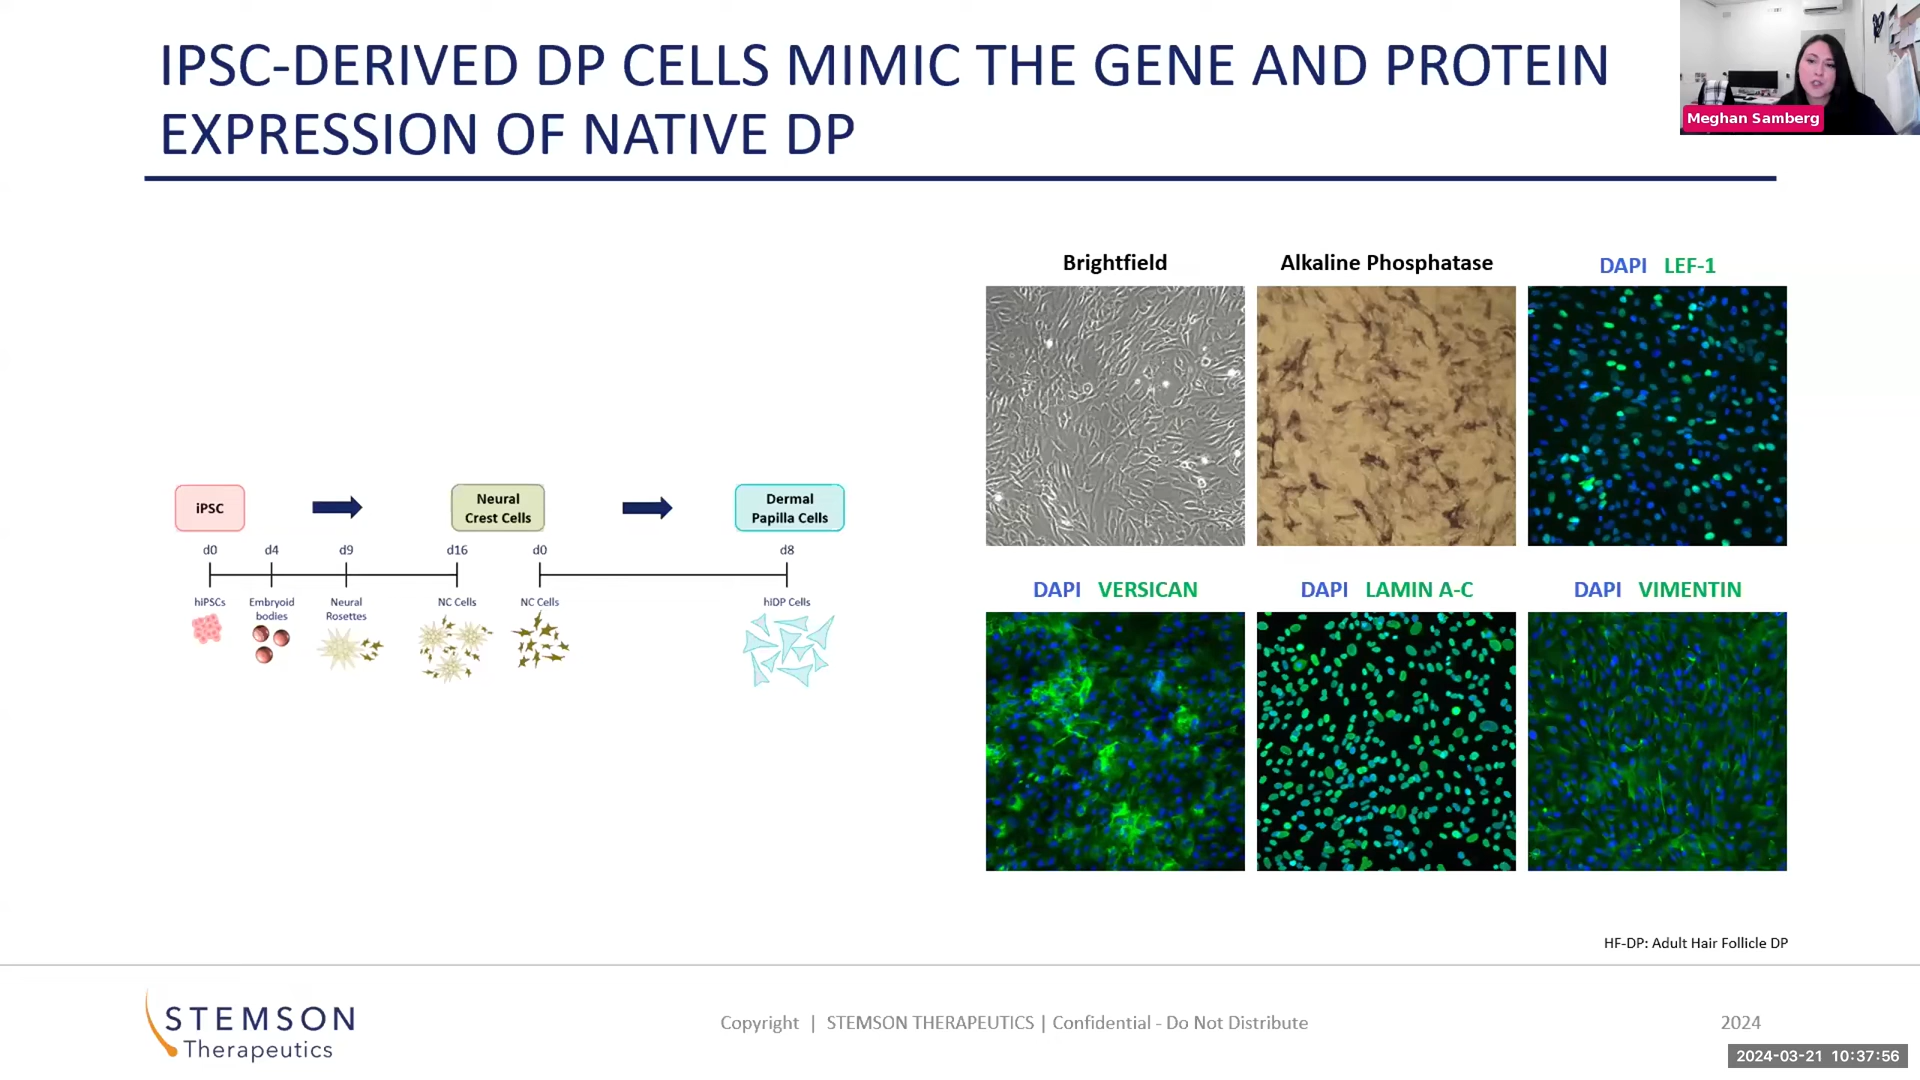 IPSC-DERIVED DP CELLS MIMIC THE GENE AND PROTEIN
EXPRESSION OF NATIVE DP
Meghan Samberg
iPSC
Neural
Crest Cells
Dermal
Papilla Cells
d0
d4
d9
d16
d0
d8
hiPSCs
Embryoid
bodies
Neural
Rosettes
NC Cells
NC Cells
hiDP Cells
Brightfield
Alkaline Phosphatase
DAPI LEF-1
DAPI VERSICAN
DAPI LAMIN A-C
DAPI VIMENTIN
HF-DP: Adult Hair Follicle DP
STEMSON
Therapeutics
Copyright | STEMSON THERAPEUTICS | Confidential - Do Not Distribute
2024
2024-03-21 10:37:56